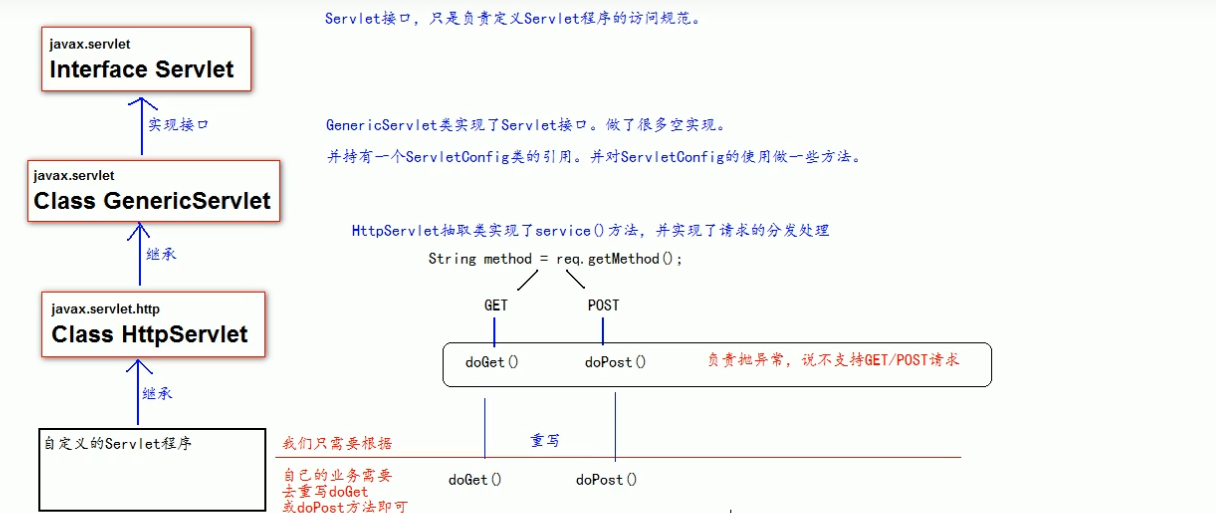 Servlet接口，只是负责定义Servlet程序的访问规范。
javax.servlet
Interface Servlet
实现接口
GenericServlet类实现了Servlet接口。做了很多空实现。
并持有一个ServletConfig类的引用。并对ServletConfig的使用做一些方法。
javax.servlet
Class GenericServlet
继承
HttpServlet抽取类实现了service()方法，并实现了请求的分发处理
String method = req.getMethod();
GET POST
javax.servlet.http
Class HttpServlet
doGet() doPost() 负责抛异常，说不支持GET/POST请求
继承
自定义的Servlet程序
我们只需要根据
重写
自己的业务需要
去重写doGet
或doPost方法即可
doGet() doPost()